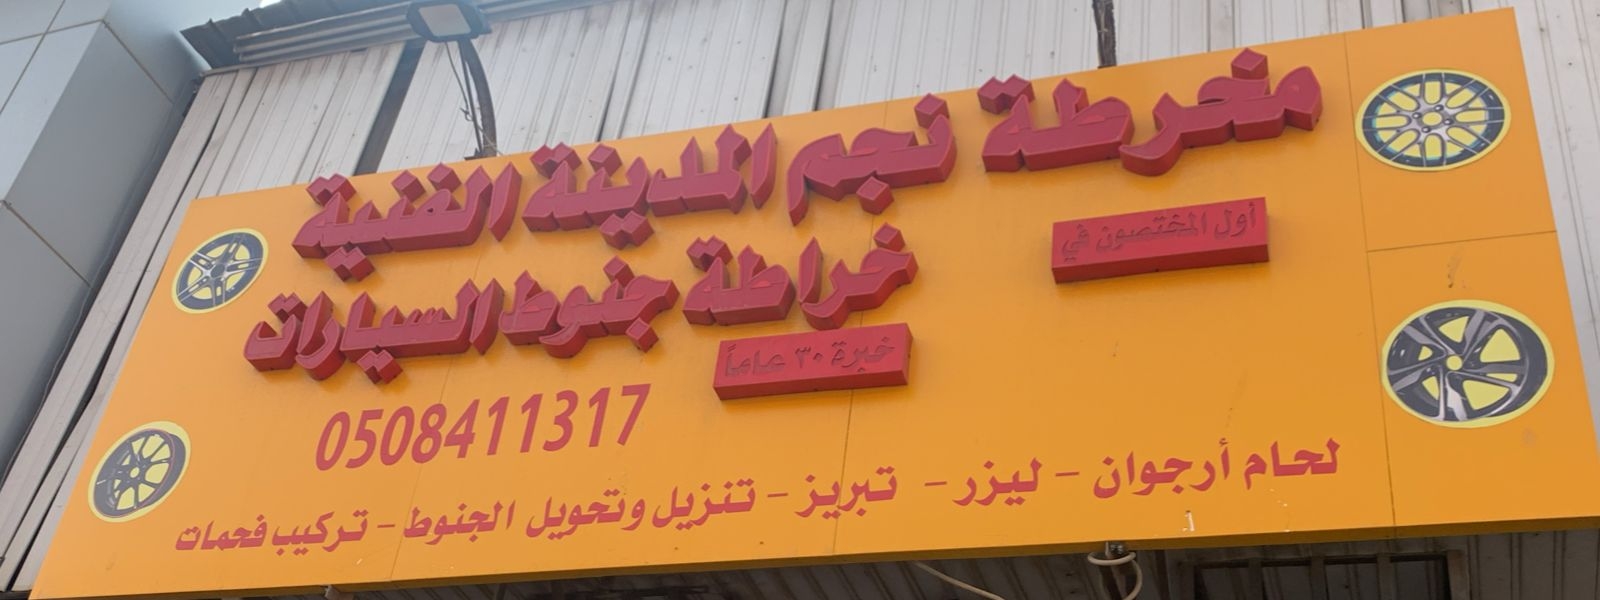 مخرطة نجم المدينة الفنية
أول المختصون في
خراطة جنوط السيارات
خبرة ٣٠ عاماً
0508411317
لحام أرجوان - ليزر - تبريز - تنزيل وتحويل الجنوط - تركيب فحمات